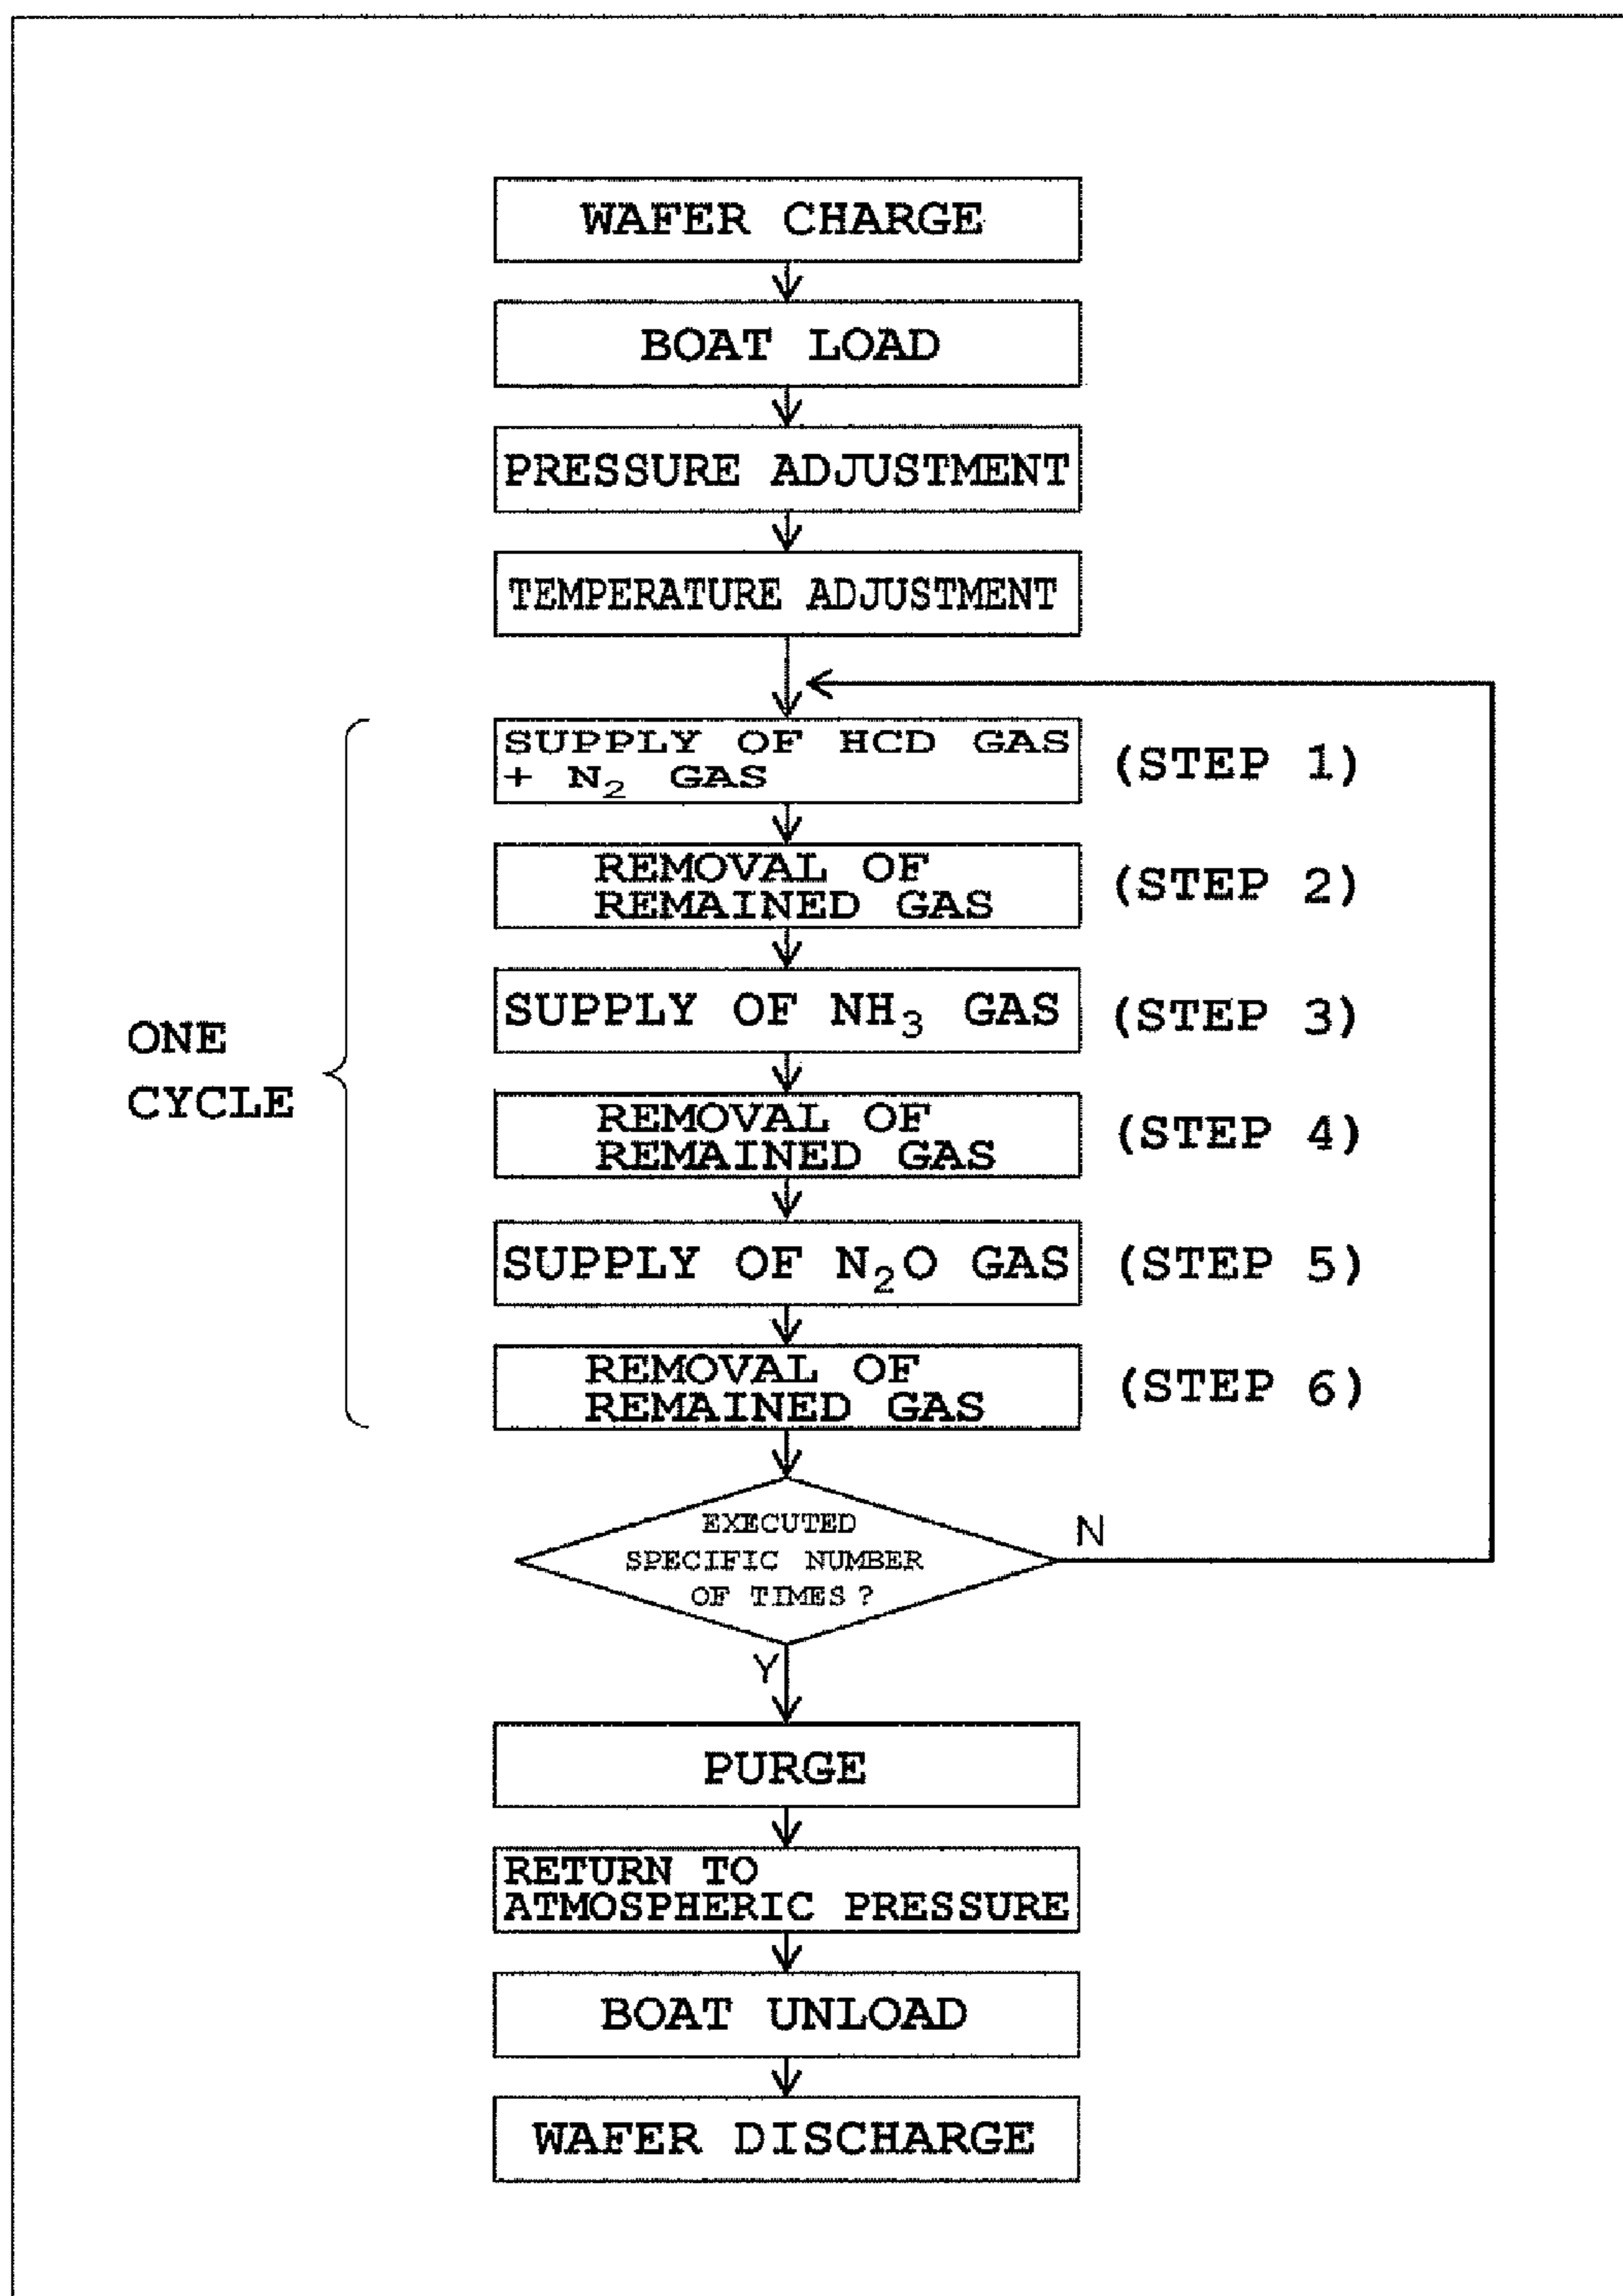 WAFER CHARGE
BOAT LOAD
PRESSURE ADJUSTMENT
TEMPERATURE ADJUSTMENT
SUPPLY OF HCD GAS
+ N₂ GAS
(STEP 1)
REMOVAL OF
REMAINED GAS
(STEP 2)
SUPPLY OF NH₃ GAS
(STEP 3)
ONE
CYCLE
REMOVAL OF
REMAINED GAS
(STEP 4)
SUPPLY OF N₂O GAS
(STEP 5)
REMOVAL OF
REMAINED GAS
(STEP 6)
EXECUTED
SPECIFIC NUMBER
OF TIMES?
N
Y
PURGE
RETURN TO
ATMOSPHERIC PRESSURE
BOAT UNLOAD
WAFER DISCHARGE